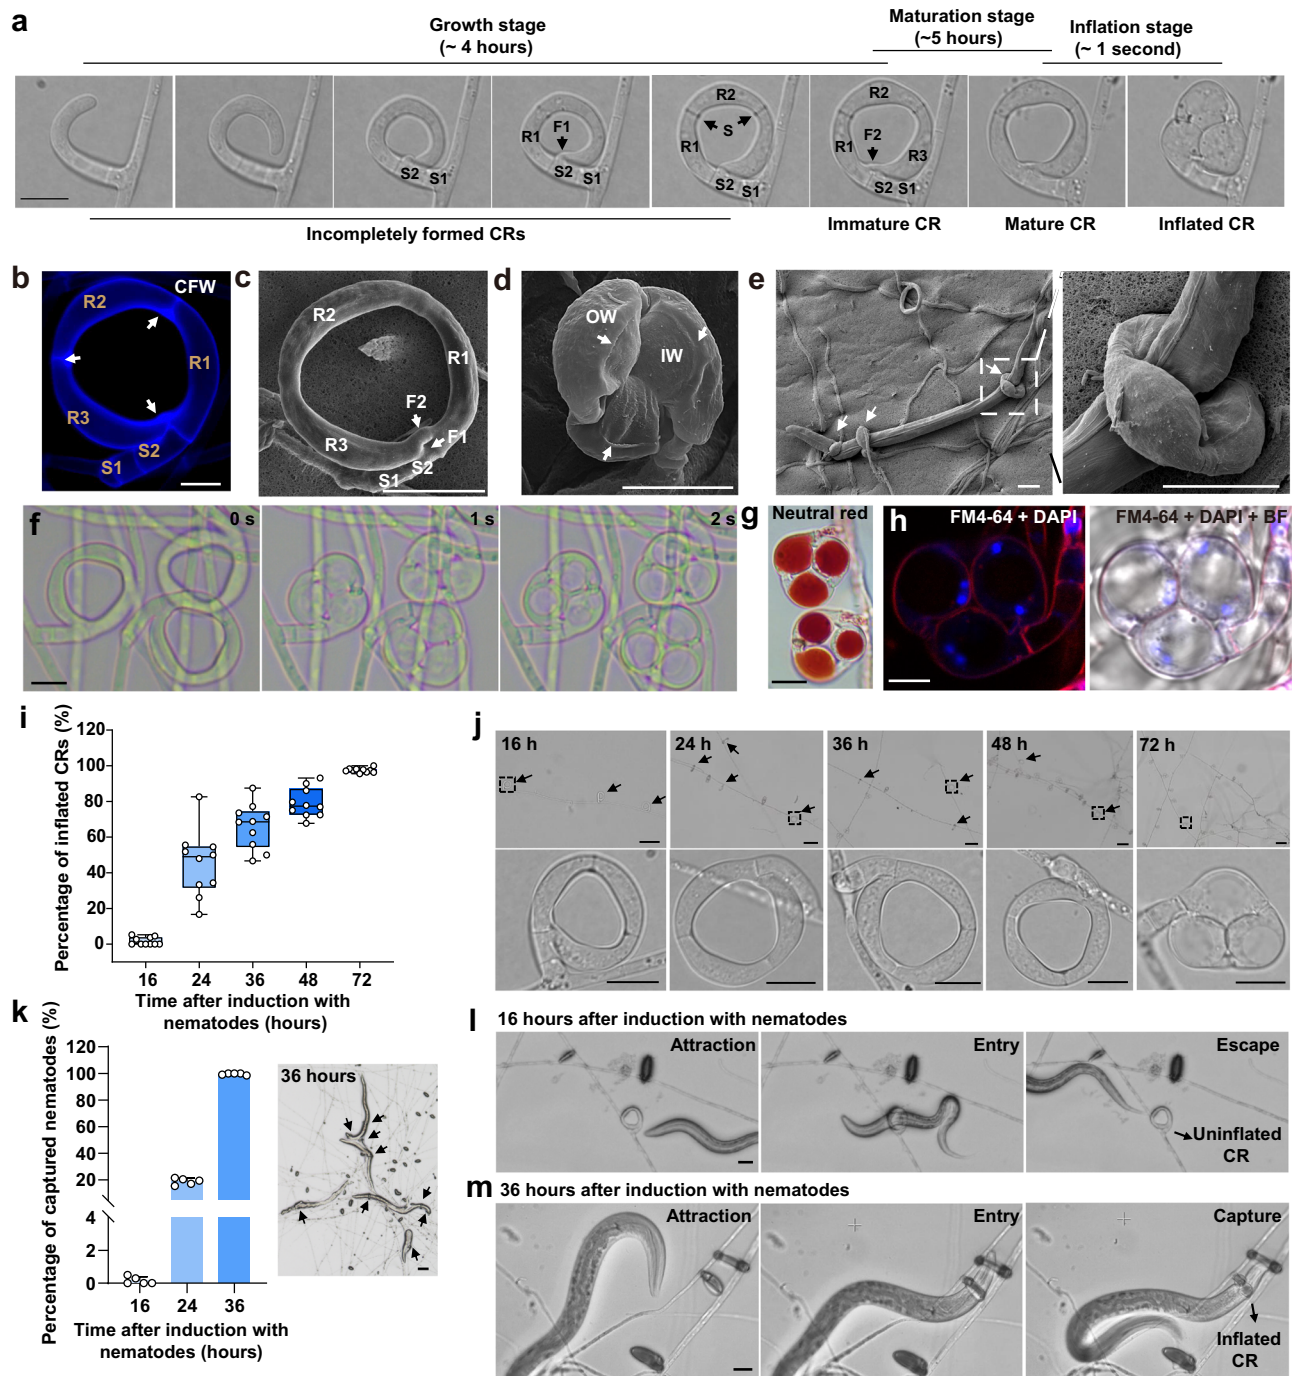 a
Growth stage
(~ 4 hours)
Maturation stage
(~5 hours)
Inflation stage
(~ 1 second)
S2 S1
F1
R1
S2
S1
R2
S
R1
S2
S1
R2
R1
F2
R3
S2
S1
Incompletely formed CRs
Immature CR
Mature CR
Inflated CR
b
CFW
R2
R1
R3
S2
S1
c
R2
R1
F2
F1
R3
S2
S1
d
OW
IW
e
f
0 s
1 s
2 s
g
Neutral red
h
FM4-64 + DAPI
FM4-64 + DAPI + BF
i
Percentage of inflated CRs (%)
120
100
80
60
40
20
0
16 24 36 48 72
Time after induction with
nematodes (hours)
j
16 h
24 h
36 h
48 h
72 h
k
Percentage of captured nematodes (%)
120
100
80
60
40
20
4
2
0
16 24 36
Time after induction with
nematodes (hours)
36 hours
l 16 hours after induction with nematodes
Attraction
Entry
Escape
Uninflated
CR
m 36 hours after induction with nematodes
Attraction
Entry
Capture
Inflated
CR